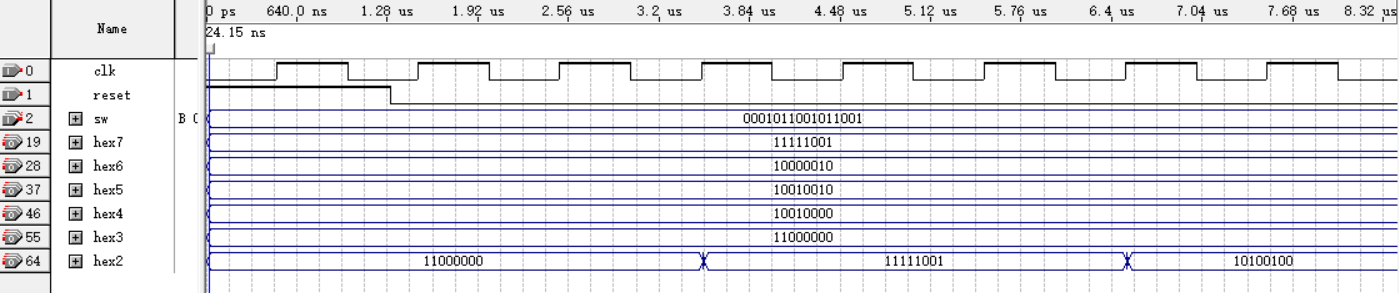 0 ps 640.0 ns 1.28 us 1.92 us 2.56 us 3.2 us 3.84 us 4.48 us 5.12 us 5.76 us 6.4 us 7.04 us 7.68 us 8.32 us
Name
24.15 ns
0 clk
1 reset
2 sw B 0001011001011001
19 hex7 11111001
28 hex6 10000010
37 hex5 10010010
46 hex4 10010000
55 hex3 11000000
64 hex2 11000000 11111001 10100100